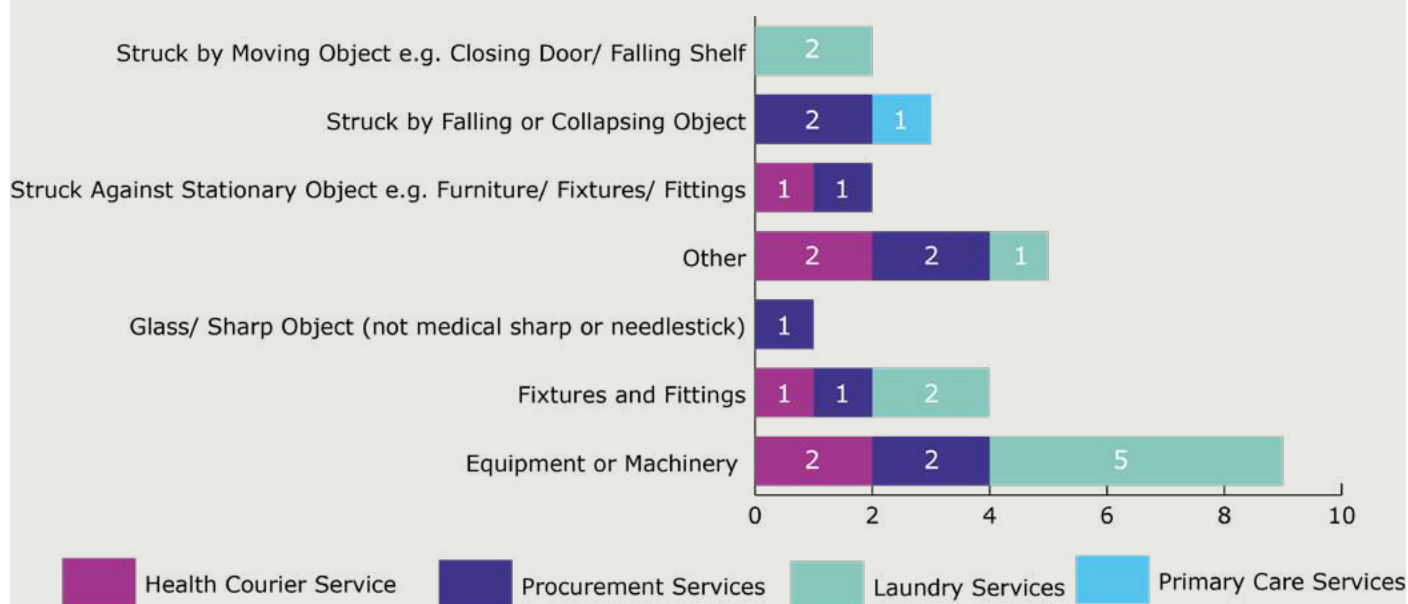 Struck by Moving Object e.g. Closing Door/ Falling Shelf 2
Struck by Falling or Collapsing Object 2 1
Struck Against Stationary Object e.g. Furniture/ Fixtures/ Fittings 1 1
Other 2 2 1
Glass/ Sharp Object (not medical sharp or needlestick) 1
Fixtures and Fittings 1 1 2
Equipment or Machinery 2 2 5
0 2 4 6 8 10
Health Courier Service Procurement Services Laundry Services Primary Care Services